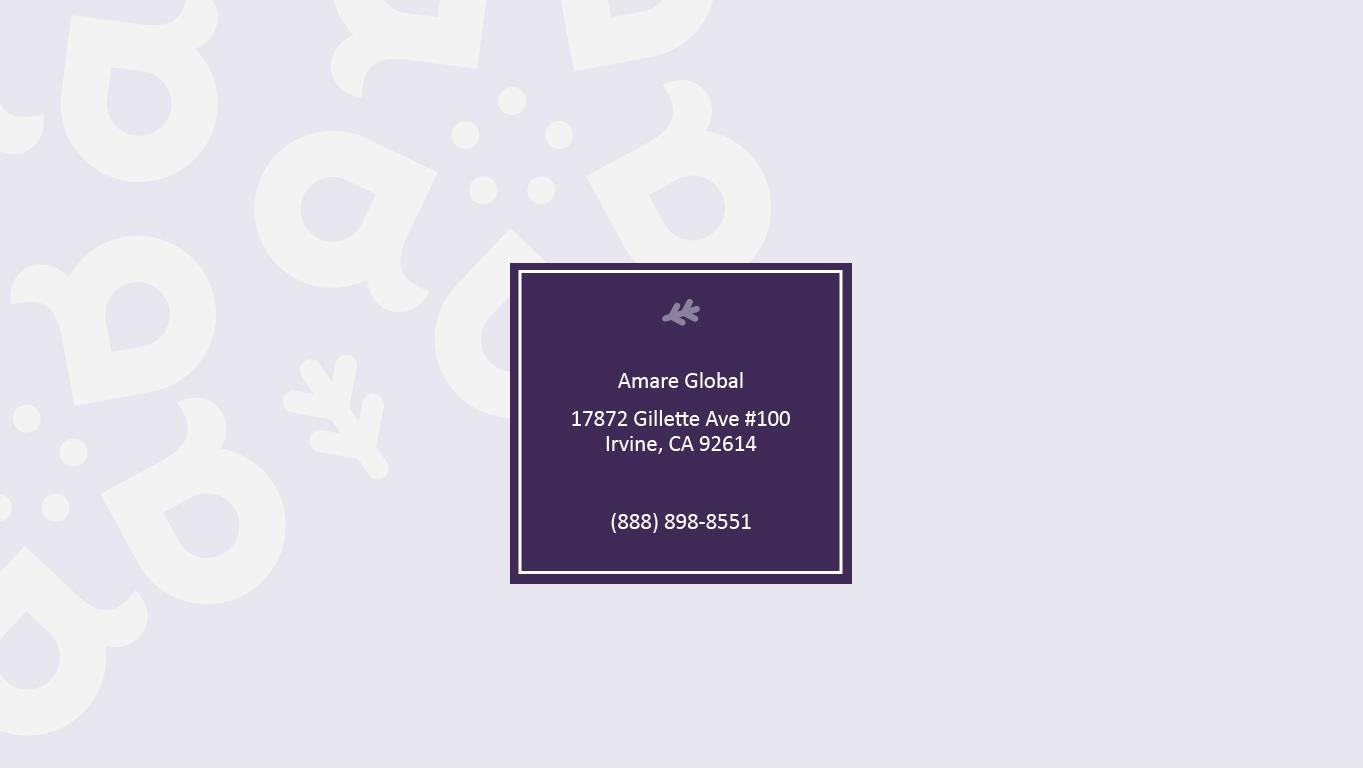 Amare Global
17872 Gillette Ave #100
Irvine, CA 92614
(888) 898-8551